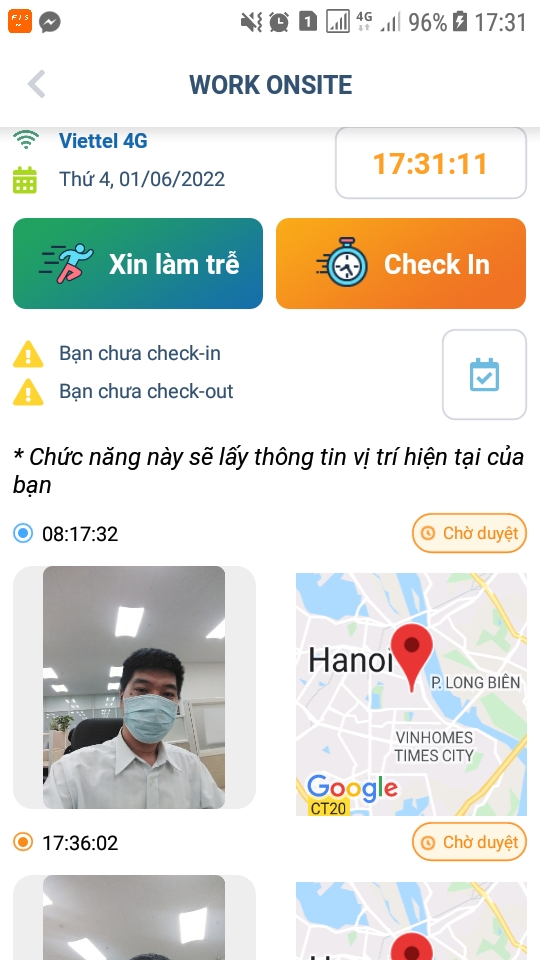 FIS
1
4G
96%
17:31
WORK ONSITE
Viettel 4G
Thứ 4, 01/06/2022
17:31:11
Xin làm trễ
Check In
Bạn chưa check-in
Bạn chưa check-out
* Chức năng này sẽ lấy thông tin vị trí hiện tại của
bạn
08:17:32
Chờ duyệt
Hanoi
P. LONG BIÊN
VINHOMES
TIMES CITY
Google
CT20
17:36:02
Chờ duyệt